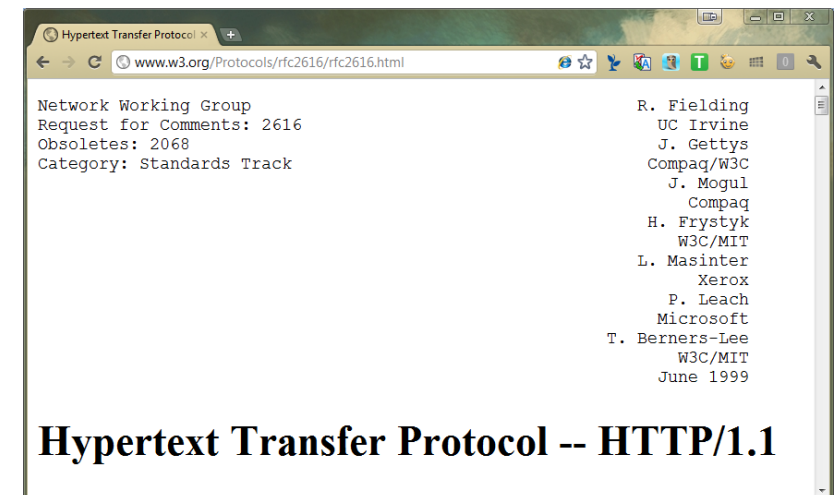 Hypertext Transfer Protocol
www.w3.org/Protocols/rfc2616/rfc2616.html
T
0
Network Working Group
Request for Comments: 2616
Obsoletes: 2068
Category: Standards Track
R. Fielding
UC Irvine
J. Gettys
Compaq/W3C
J. Mogul
Compaq
H. Frystyk
W3C/MIT
L. Masinter
Xerox
P. Leach
Microsoft
T. Berners-Lee
W3C/MIT
June 1999
Hypertext Transfer Protocol -- HTTP/1.1